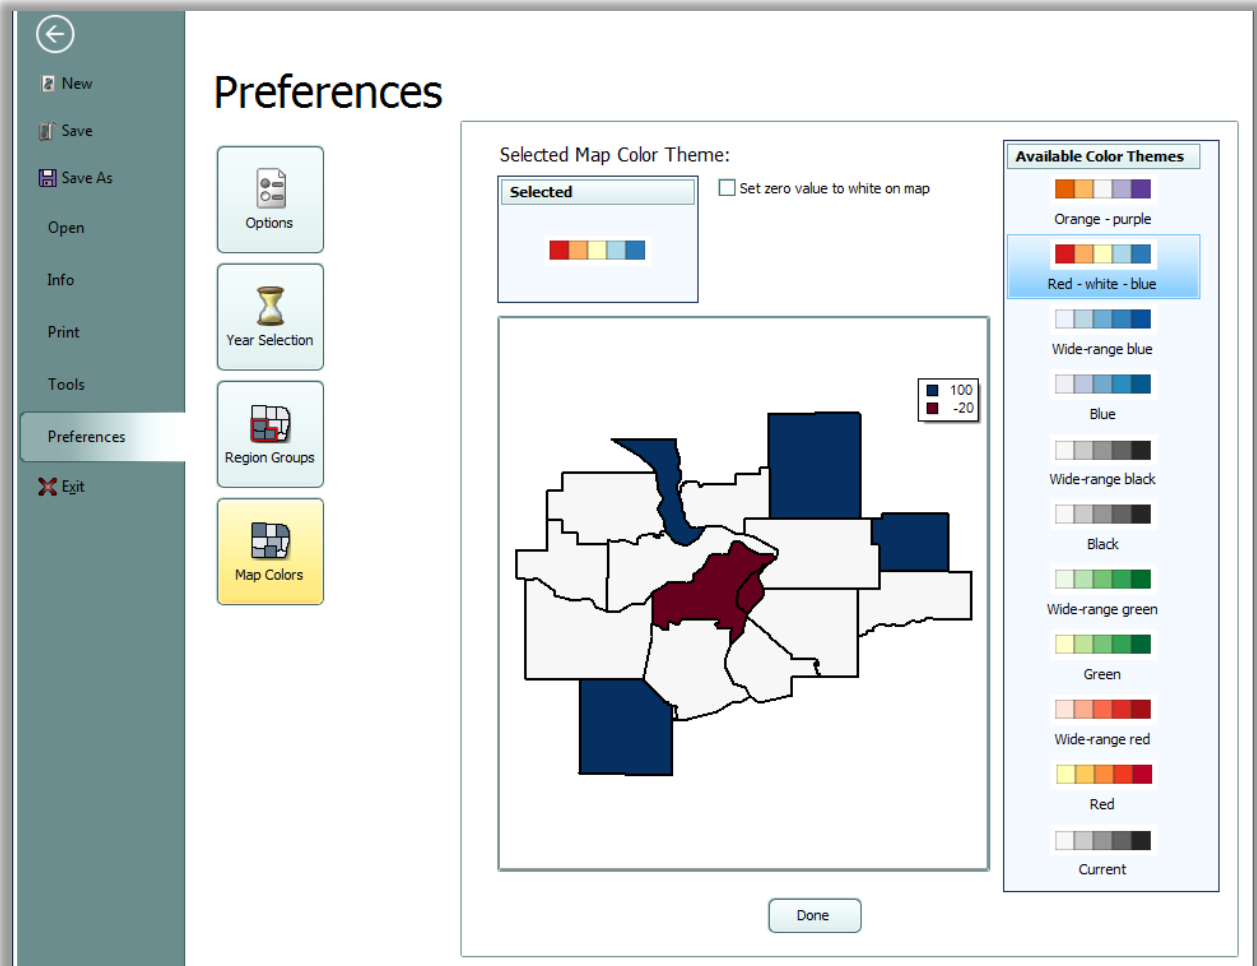 New
Save
Save As
Open
Info
Print
Tools
Preferences
Exit
Preferences
Options
Year Selection
Region Groups
Map Colors
Selected Map Color Theme:
Selected
Set zero value to white on map
100
-20
Done
Available Color Themes
Orange - purple
Red - white - blue
Wide-range blue
Blue
Wide-range black
Black
Wide-range green
Green
Wide-range red
Red
Current